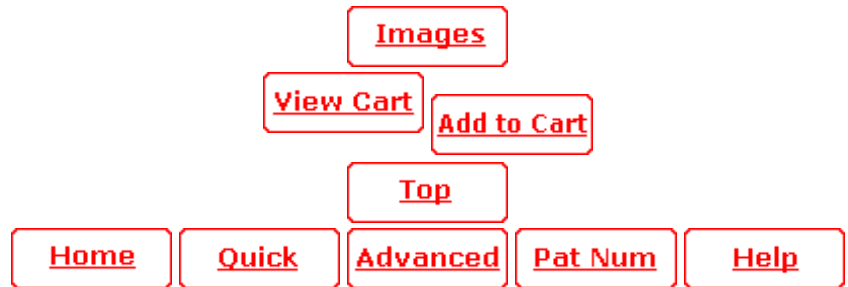 Images
View Cart
Add to Cart
Top
Home Quick Advanced Pat Num Help